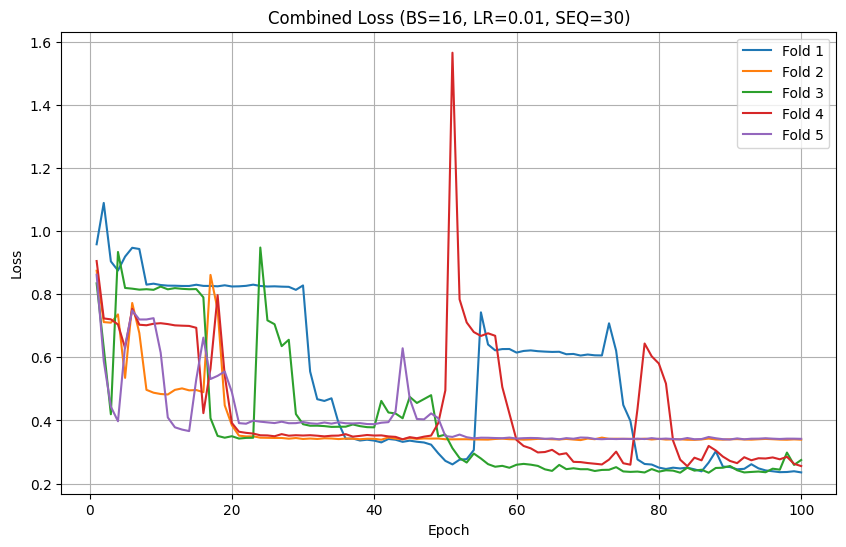 Combined Loss (BS=16, LR=0.01, SEQ=30)
1.6
1.4
1.2
1.0
0.8
0.6
0.4
0.2
Loss
Fold 1
Fold 2
Fold 3
Fold 4
Fold 5
0 20 40 60 80 100
Epoch